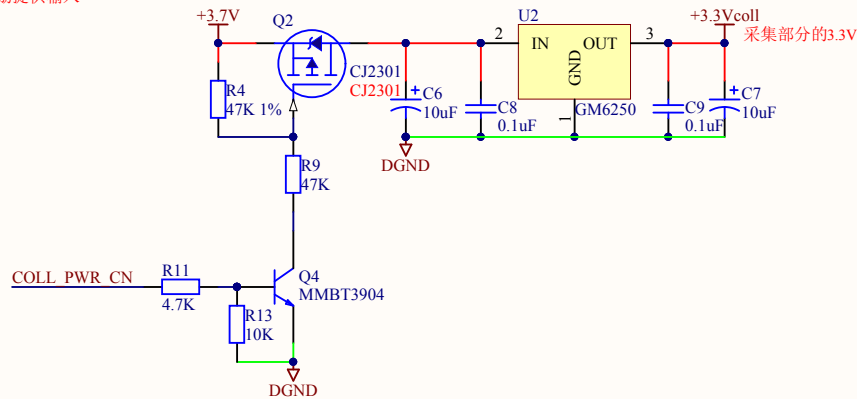 +3.7V
Q2
CJ2301
CJ2301
R4
47K 1%
R9
47K
C6
10uF
C8
0.1uF
U2
2
IN
OUT
3
GND
1
GM6250
+3.3Vcoll
采集部分的3.3V
C9
0.1uF
C7
10uF
DGND
COLL_PWR_CN
R11
4.7K
R13
10K
Q4
MMBT3904
DGND